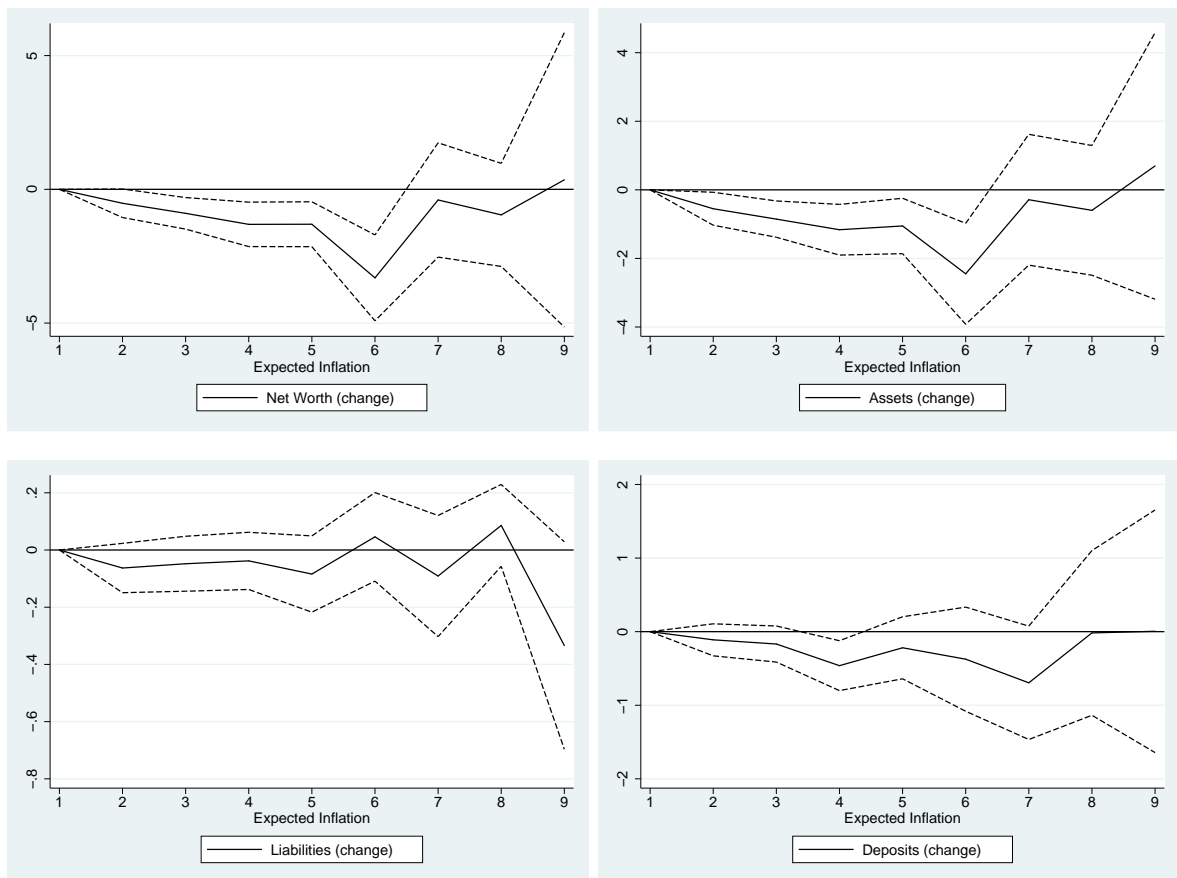 5
0
−5
1 2 3 4 5 6 7 8 9
Expected Inflation
Net Worth (change)
4
2
0
−2
−4
1 2 3 4 5 6 7 8 9
Expected Inflation
Assets (change)
.2
0
−.2
−.4
−.6
−.8
1 2 3 4 5 6 7 8 9
Expected Inflation
Liabilities (change)
2
1
0
−1
−2
1 2 3 4 5 6 7 8 9
Expected Inflation
Deposits (change)